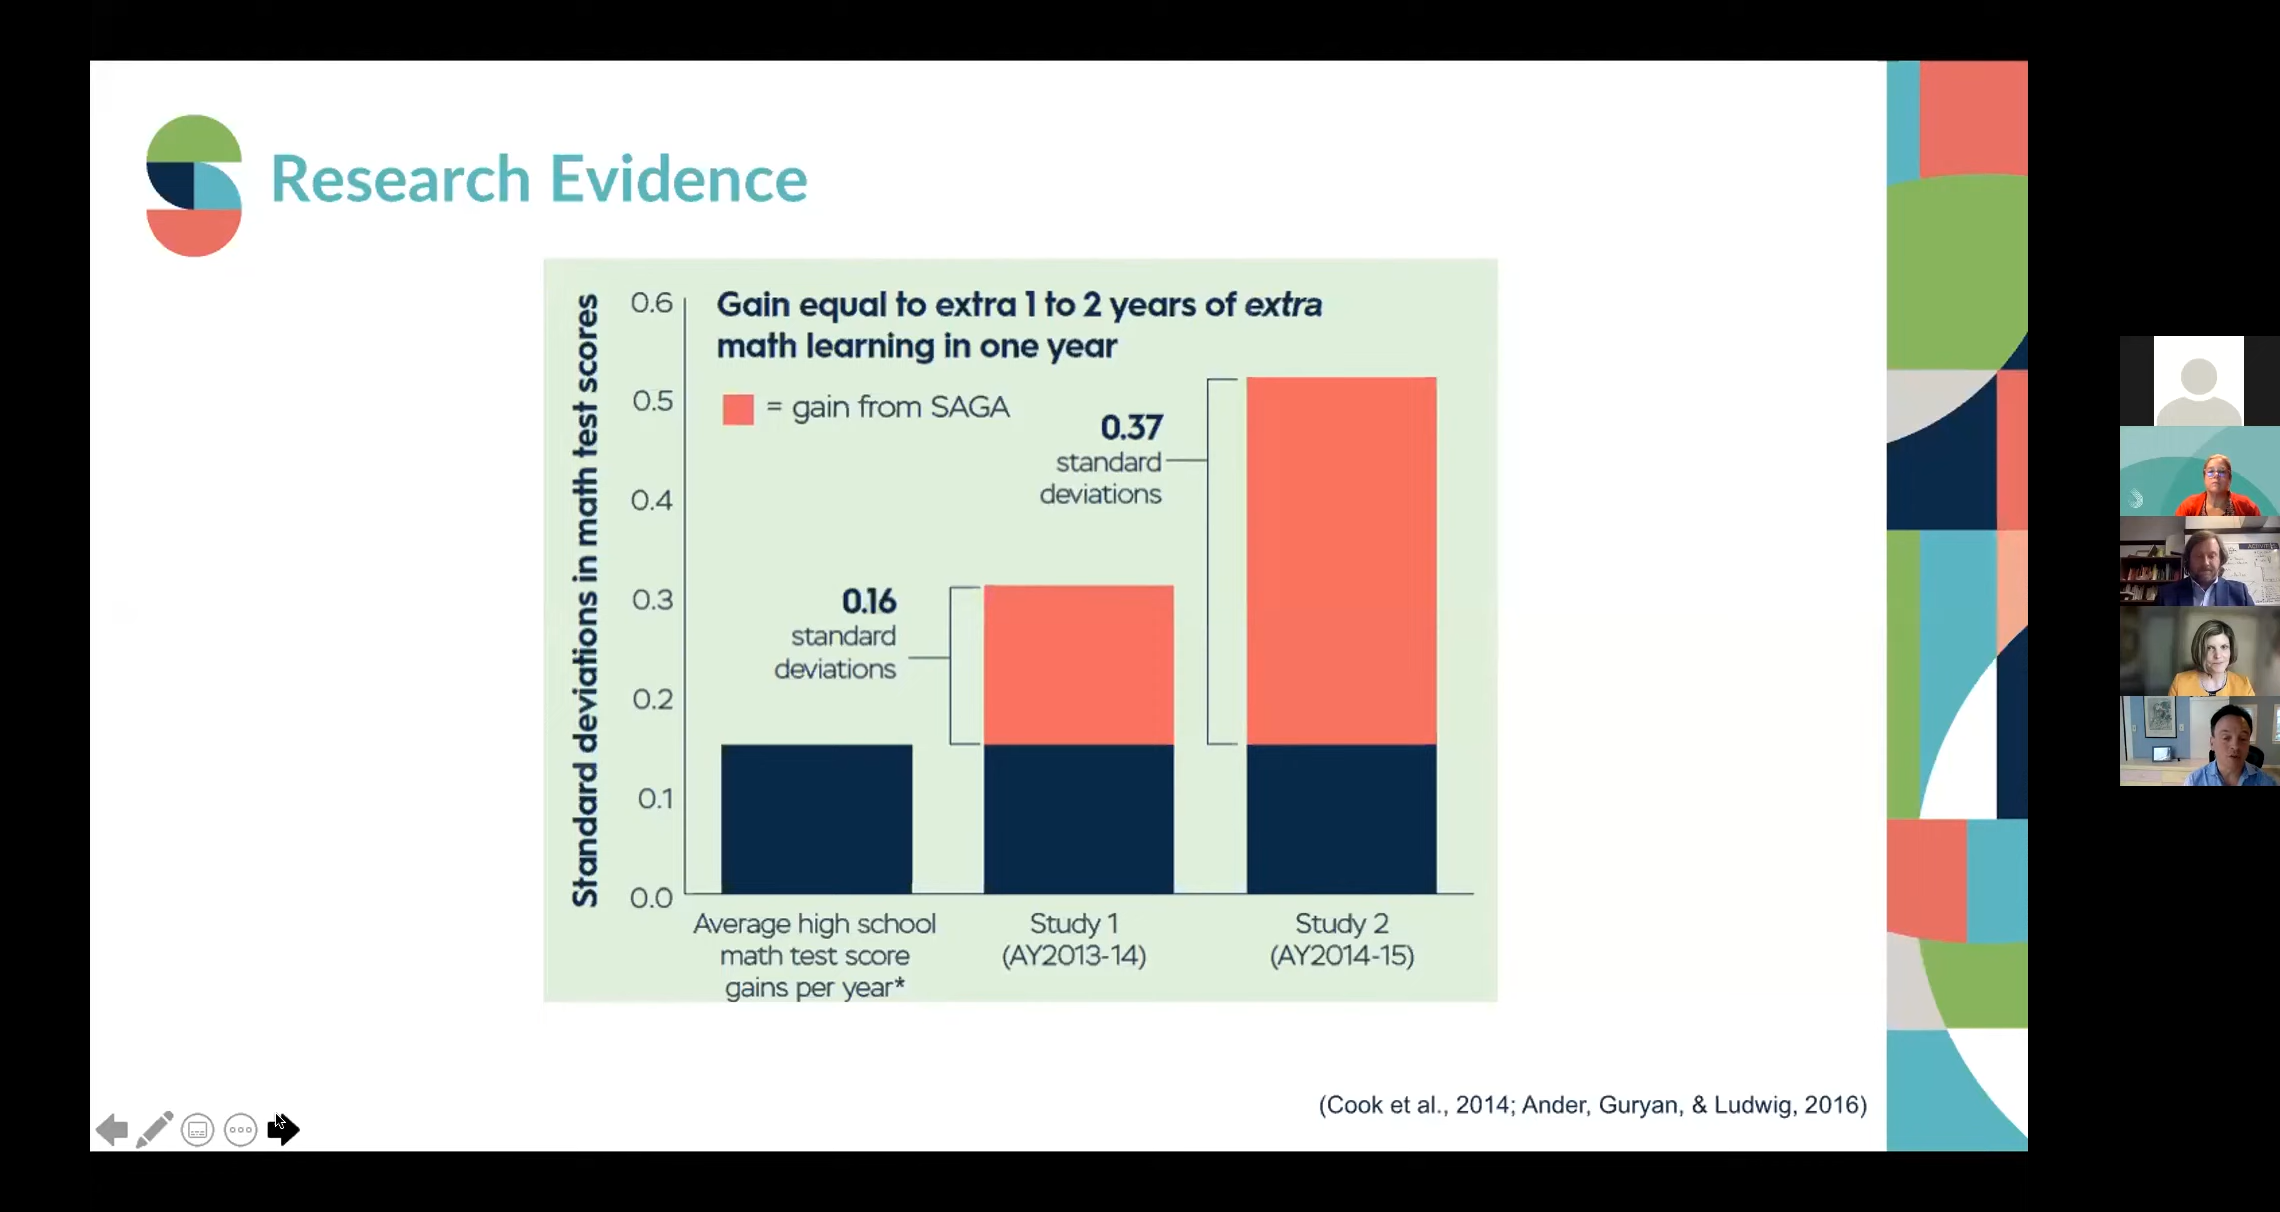 Research Evidence
Standard deviations in math test scores
0.6
0.5
0.4
0.3
0.2
0.1
0.0
Gain equal to extra 1 to 2 years of extra
math learning in one year
= gain from SAGA
0.37
standard
deviations
0.16
standard
deviations
Average high school
math test score
gains per year*
Study 1
(AY2013-14)
Study 2
(AY2014-15)
(Cook et al., 2014; Ander, Guryan, & Ludwig, 2016)